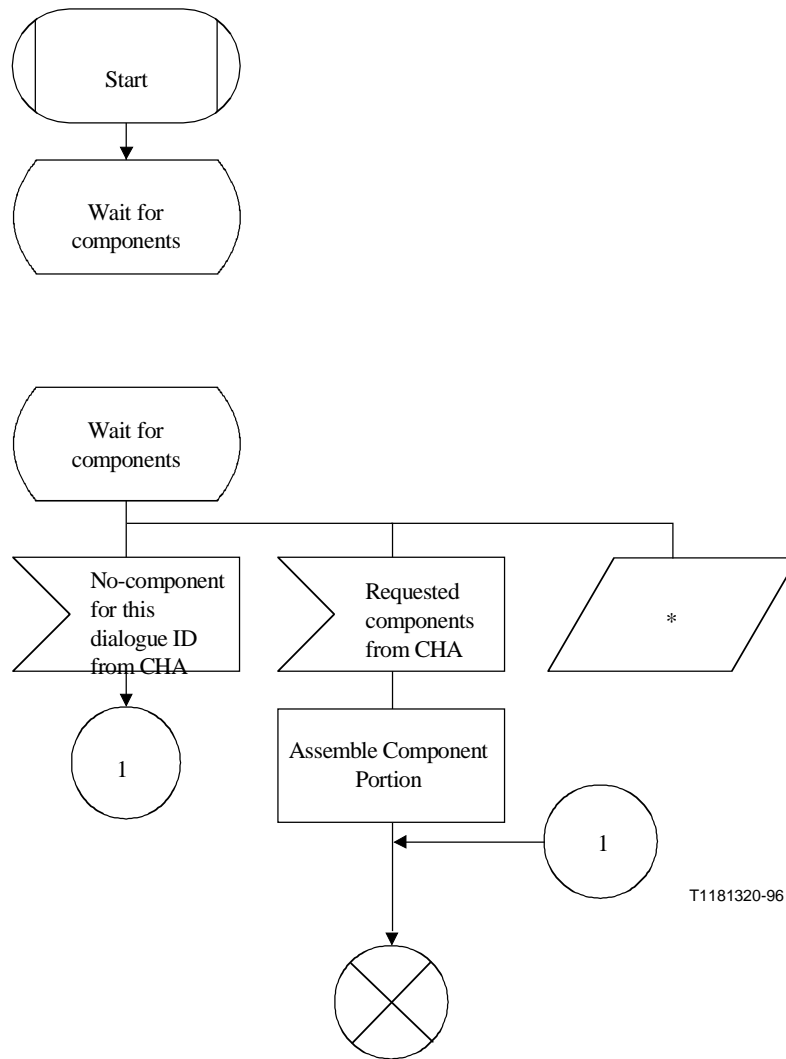 Start
Wait for
components
Wait for
components
No-component
for this
dialogue ID
from CHA
Requested
components
from CHA
*
1
Assemble Component
Portion
1
T1181320-96